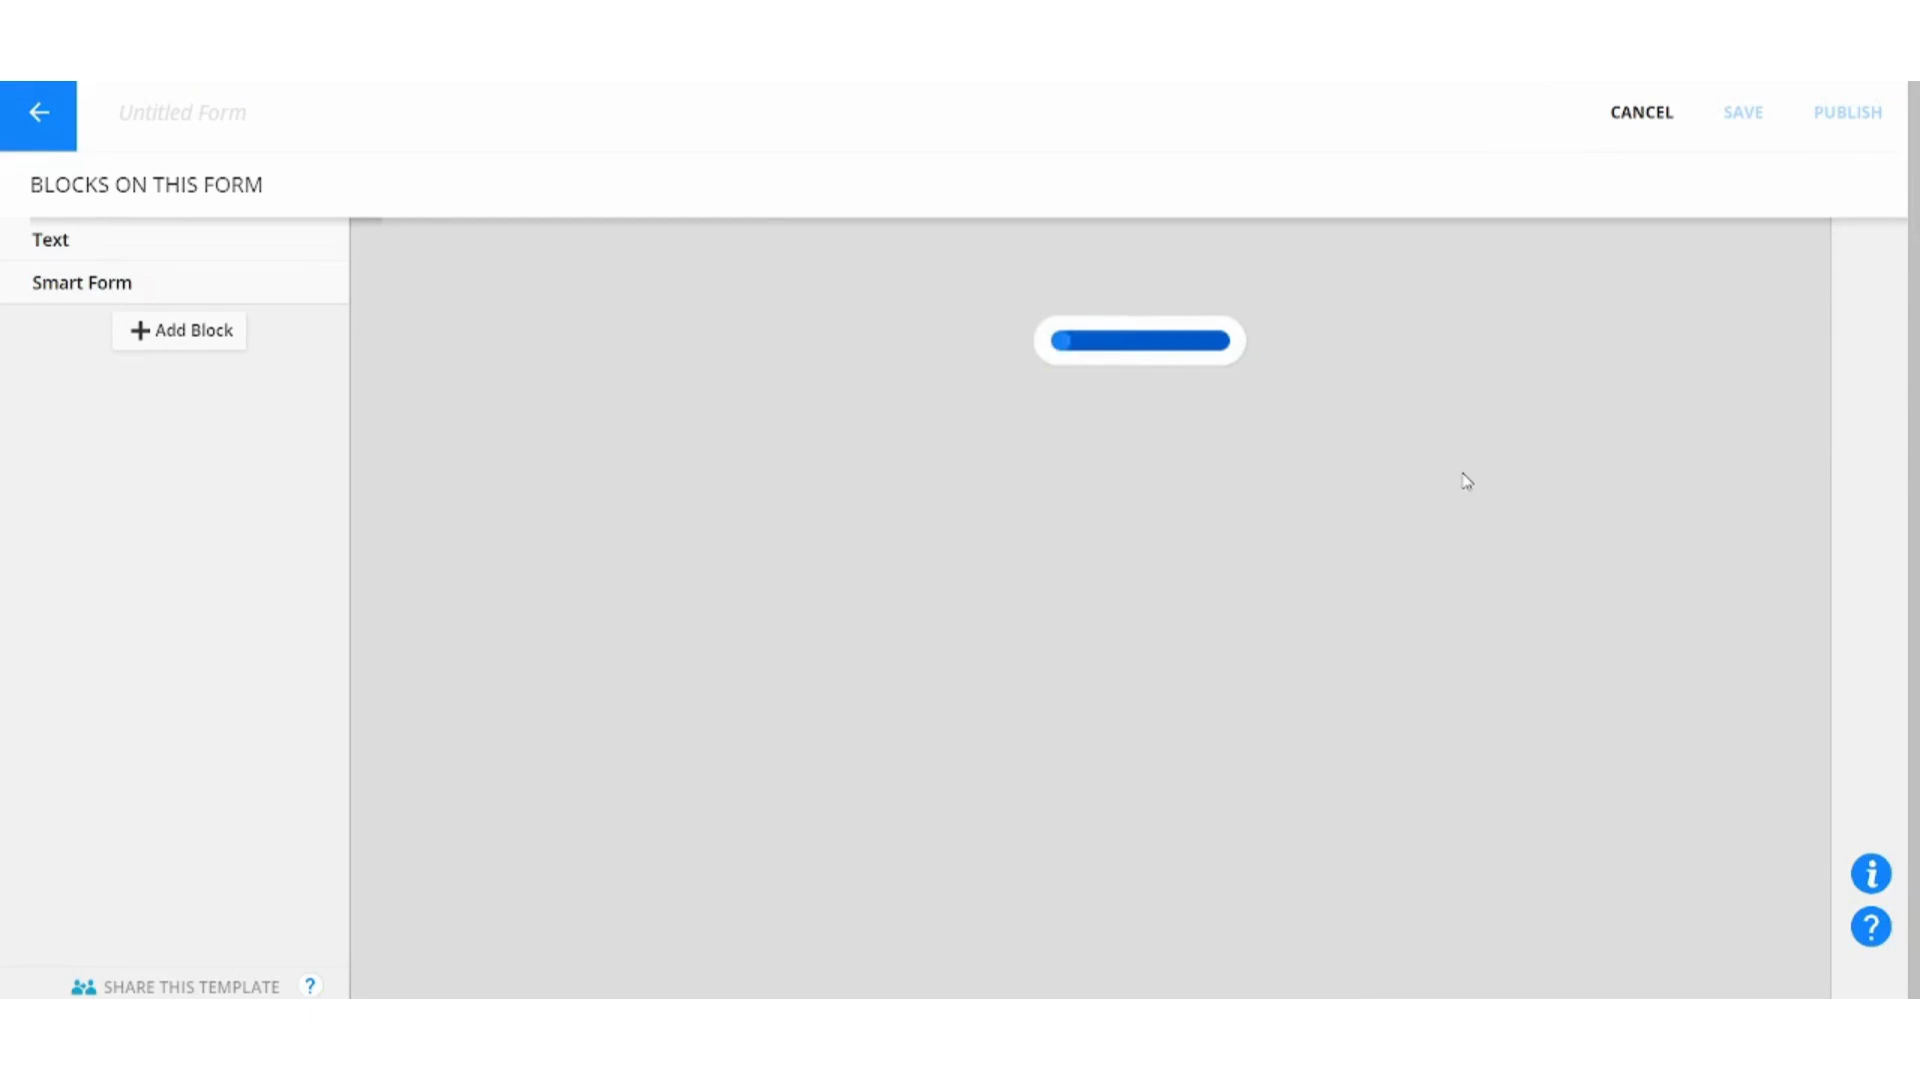 Untitled Form
CANCEL
SAVE
PUBLISH
BLOCKS ON THIS FORM
Text
Smart Form
Add Block
SHARE THIS TEMPLATE
?
i
?